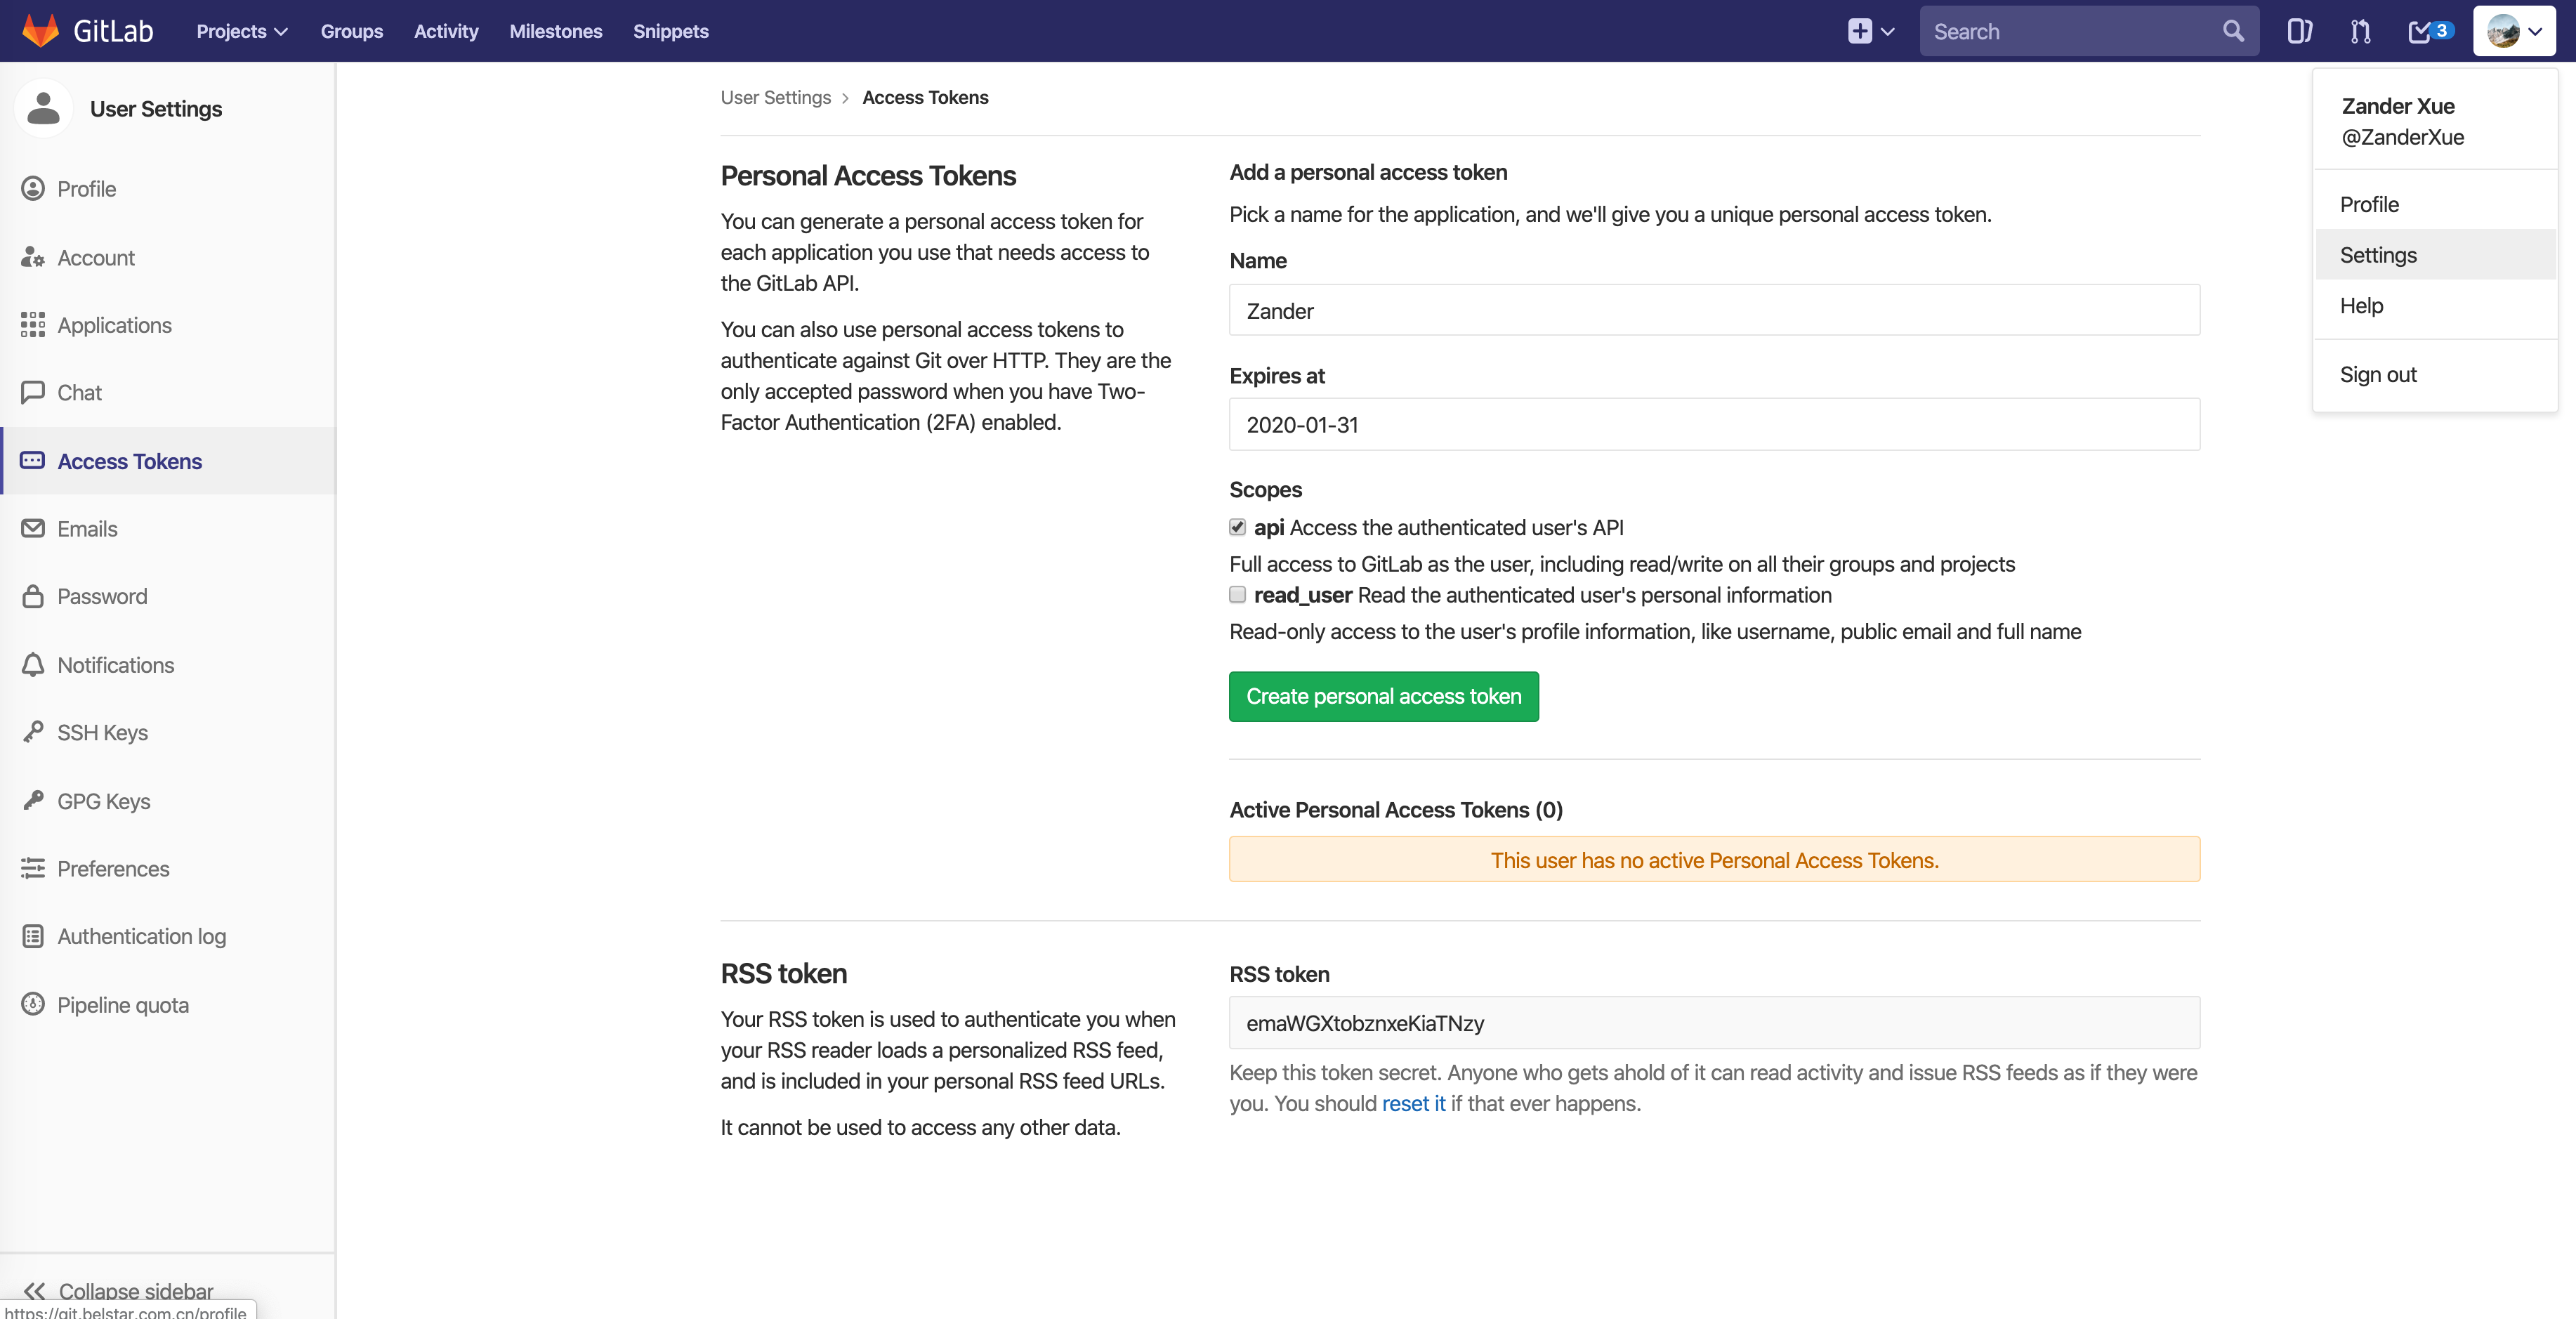 GitLab Projects Groups Activity Milestones Snippets Search 3
User Settings
Profile
Account
Applications
Chat
Access Tokens
Emails
Password
Notifications
SSH Keys
GPG Keys
Preferences
Authentication log
Pipeline quota
Collapse sidebar
https://git.belstar.com.cn/profile
User Settings > Access Tokens
Personal Access Tokens
You can generate a personal access token for
each application you use that needs access to
the GitLab API.
You can also use personal access tokens to
authenticate against Git over HTTP. They are the
only accepted password when you have Two-
Factor Authentication (2FA) enabled.
Add a personal access token
Pick a name for the application, and we'll give you a unique personal access token.
Name
Zander
Expires at
2020-01-31
Scopes
api Access the authenticated user's API
Full access to GitLab as the user, including read/write on all their groups and projects
read_user Read the authenticated user's personal information
Read-only access to the user's profile information, like username, public email and full name
Create personal access token
Active Personal Access Tokens (0)
This user has no active Personal Access Tokens.
RSS token
Your RSS token is used to authenticate you when
your RSS reader loads a personalized RSS feed,
and is included in your personal RSS feed URLs.
It cannot be used to access any other data.
RSS token
emaWGXtobznxeKiaTNzy
Keep this token secret. Anyone who gets ahold of it can read activity and issue RSS feeds as if they were
you. You should reset it if that ever happens.
Zander Xue
@ZanderXue
Profile
Settings
Help
Sign out